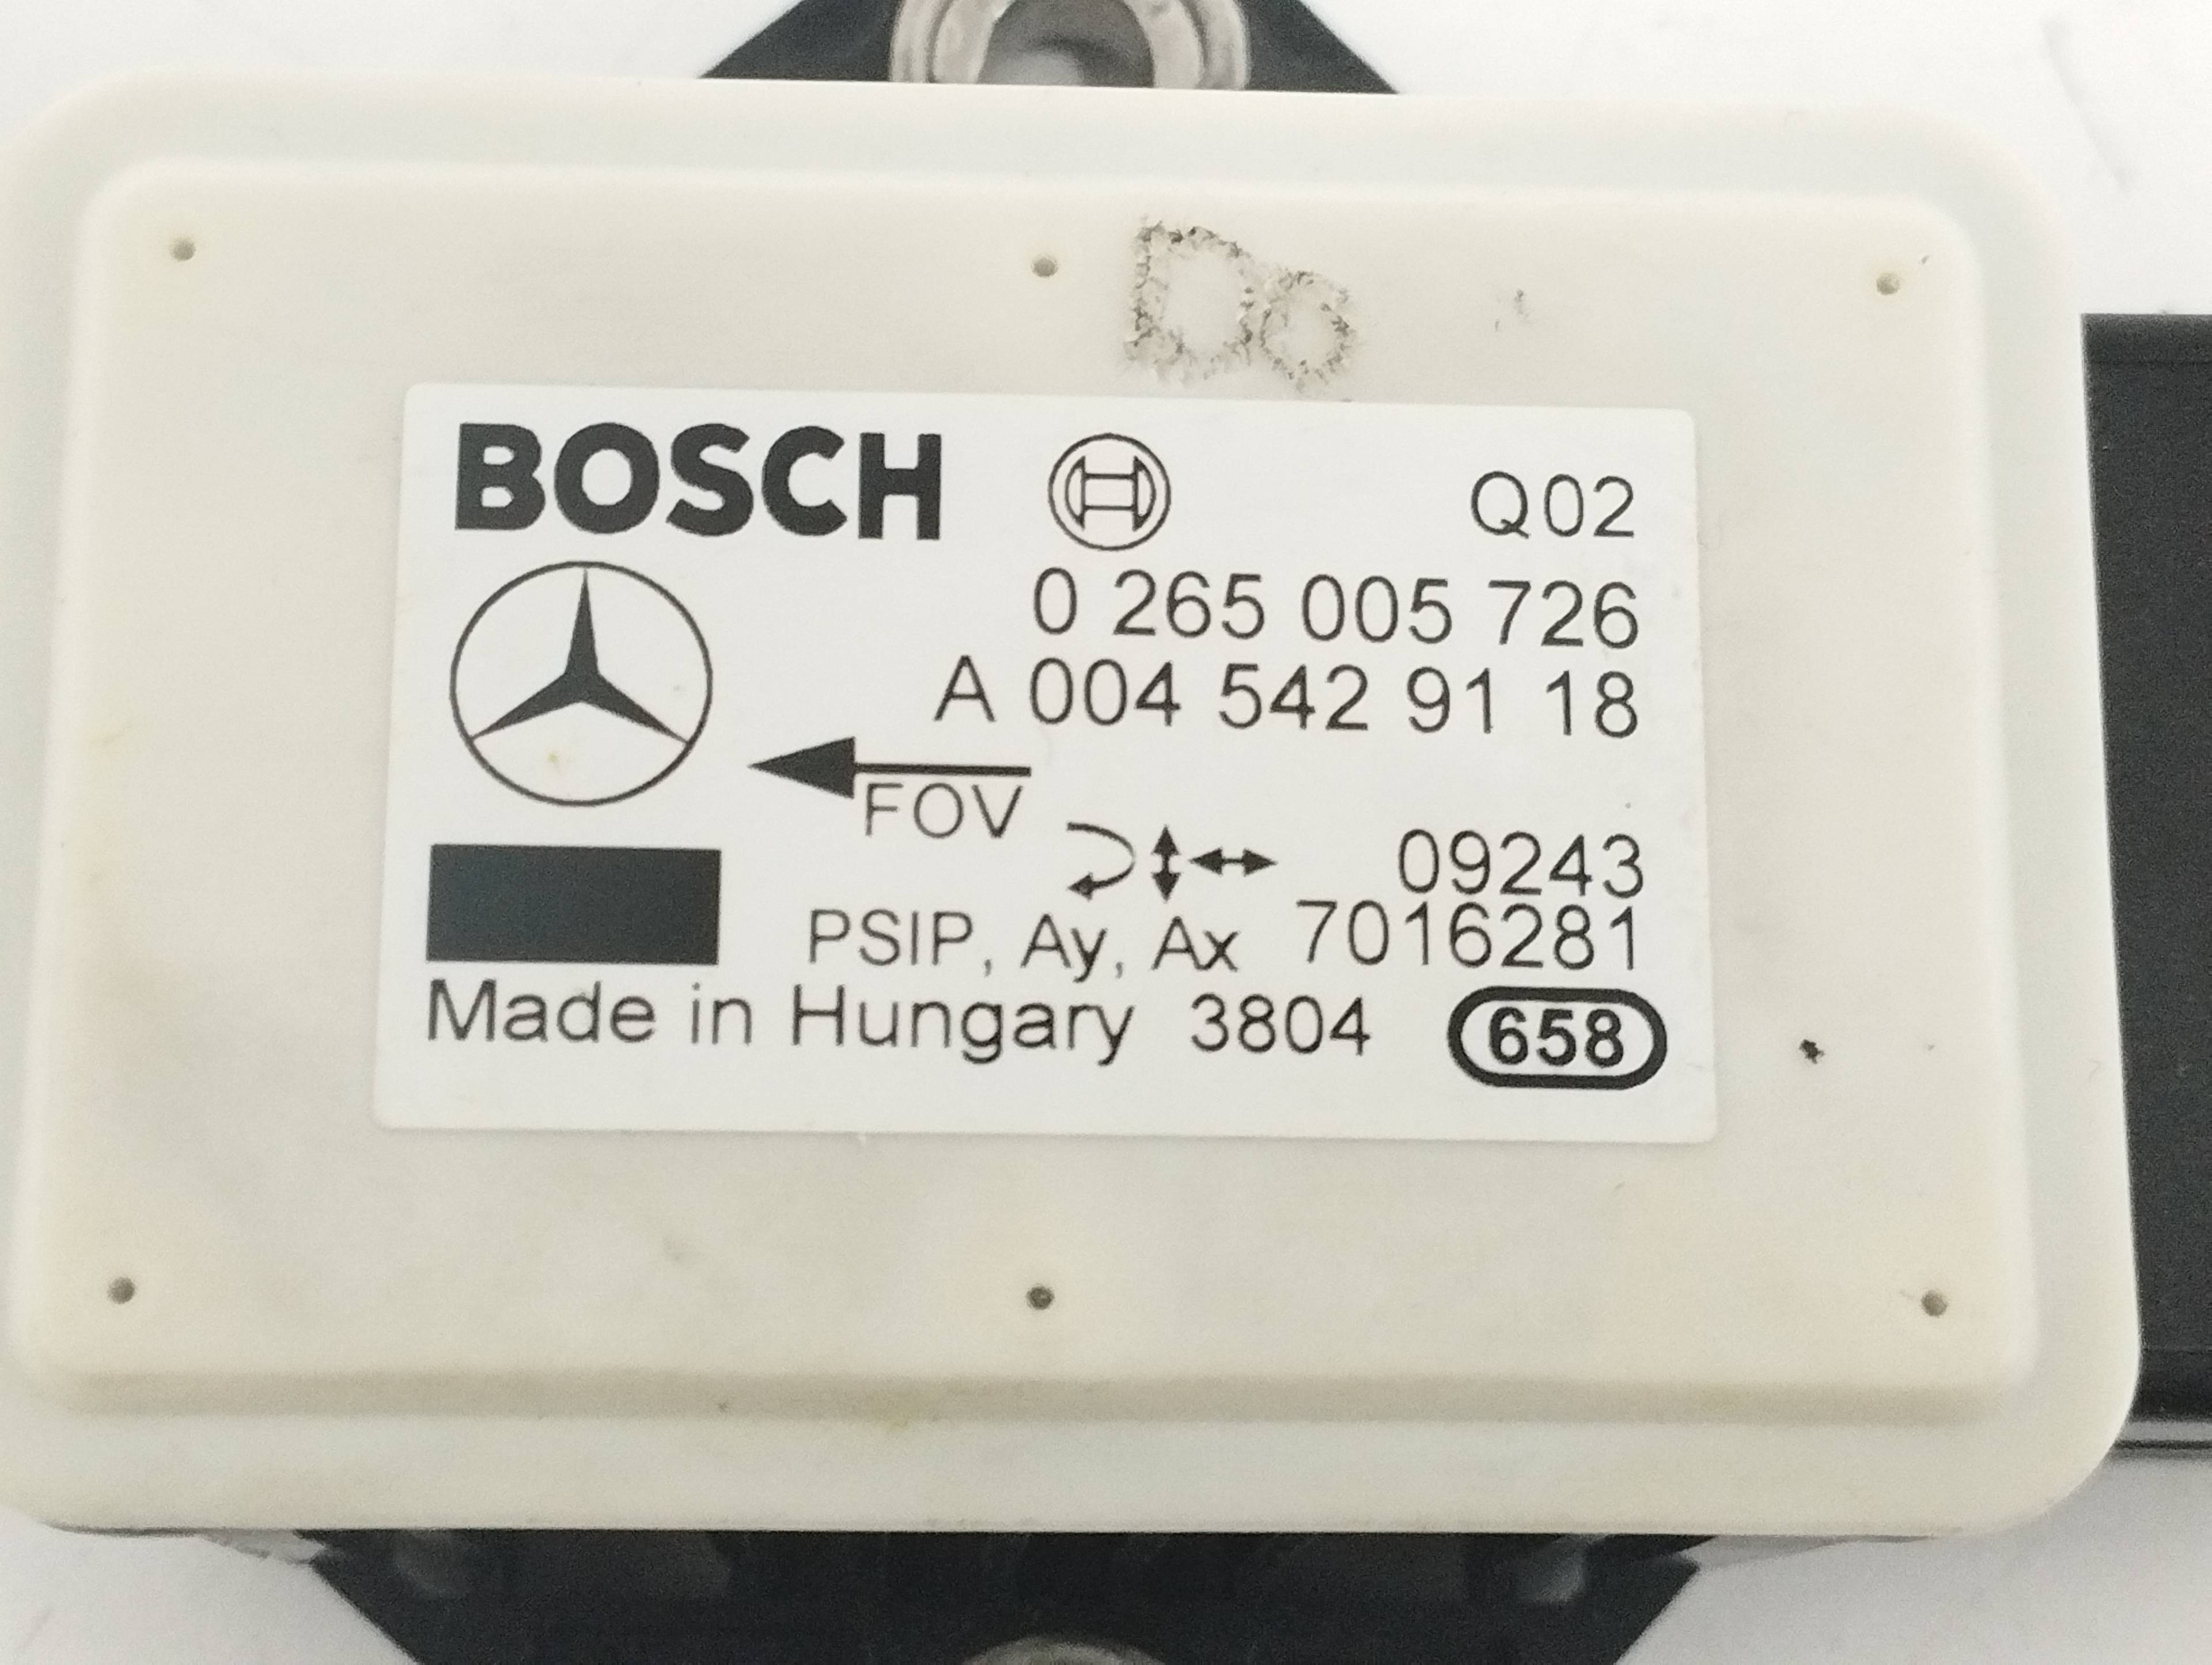 D6
BOSCH Q02
0 265 005 726
A 004 542 91 18
FOV
09243
PSIP, Ay, Ax 7016281
Made in Hungary 3804 658